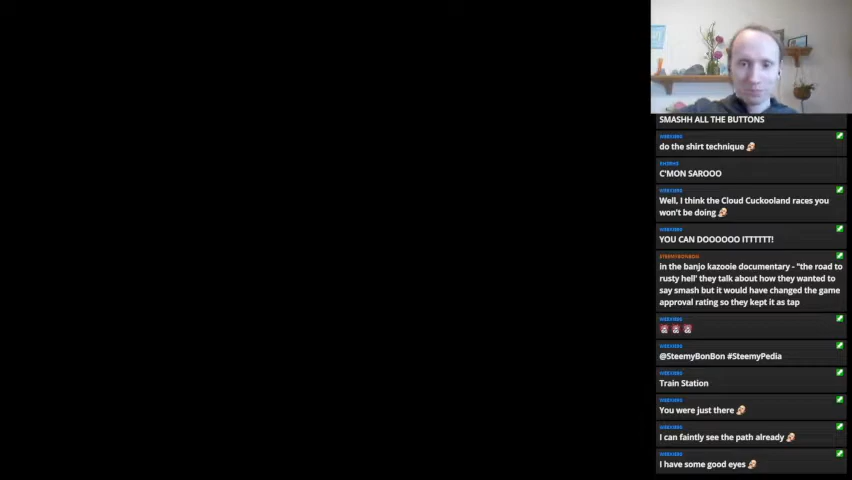 SMASHH ALL THE BUTTONS
do the shirt technique
C'MON SAROOO
Well, I think the Cloud Cuckooland races you
won't be doing
YOU CAN DOOOOOO ITTTTTT!
STEEMYBONBON
in the banjo kazooie documentary - "the road to
rusty hell' they talk about how they wanted to
say smash but it would have changed the game
approval rating so they kept it as tap
@SteemyBonBon #SteemyPedia
Train Station
You were just there
I can faintly see the path already
I have some good eyes